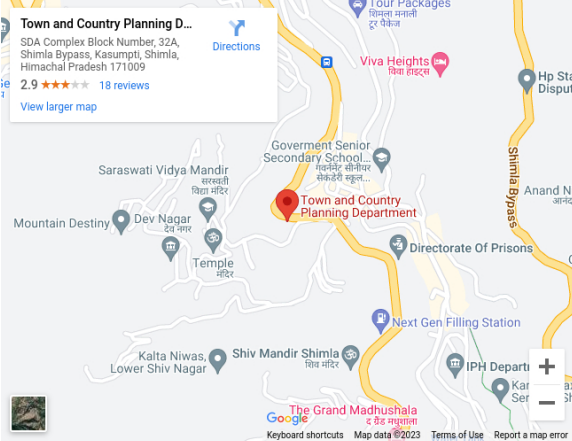 Town and Country Planning D...
SDA Complex Block Number, 32A,
Shimla Bypass, Kasumpti, Shimla,
Himachal Pradesh 171009
2.9
18 reviews
View larger map
Directions
Tour Packages
शिमला मनाली
टूर पैकेज
Viva Heights
विवा हाइट्स
Hp Sta
Disput
Goverment Senior
Secondary School...
गवर्नमेंट सीनीयर
सेकेंडरी स्कूल...
Shimla Bypass
Saraswati Vidya Mandir
सरस्वती
विद्या मंदिर
Anand N
आनंद
Town and Country
Planning Department
Mountain Destiny
Dev Nagar
देव नगर
Directorate Of Prisons
Temple
मंदिर
Next Gen Filling Station
Kalta Niwas,
Lower Shiv Nagar
Shiv Mandir Shimla
शिव मंदिर
IPH Depart
Kan
Ser
The Grand Madhushala
द ग्रैंड मधुशाला
Google
Keyboard shortcuts
Map data ©2023
Terms of Use
Report a map error